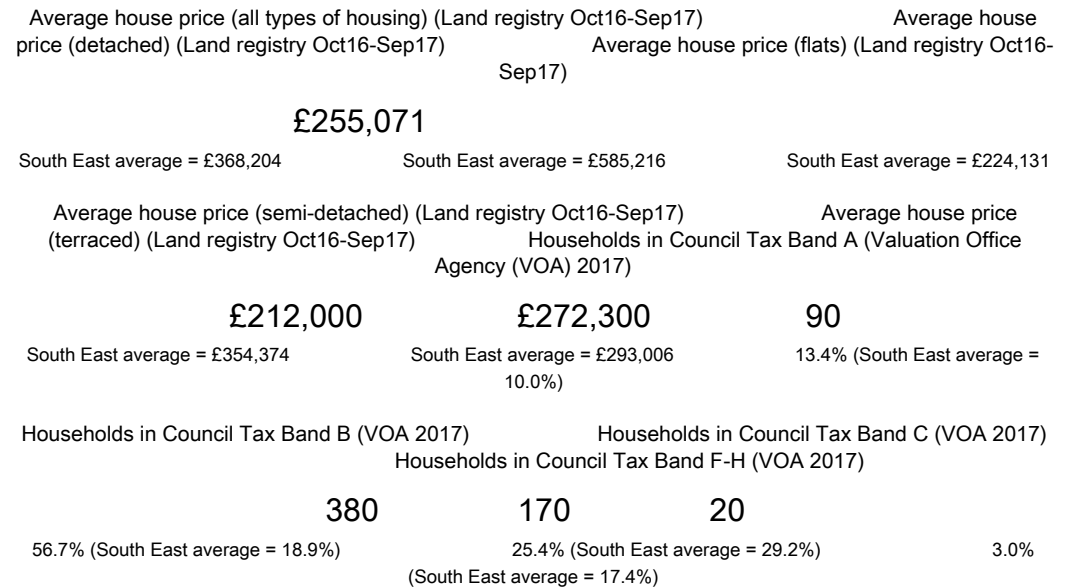 Average house price (all types of housing) (Land registry Oct16-Sep17) Average house
price (detached) (Land registry Oct16-Sep17) Average house price (flats) (Land registry Oct16-
Sep17)
£255,071
South East average = £368,204 South East average = £585,216 South East average = £224,131
Average house price (semi-detached) (Land registry Oct16-Sep17) Average house price
(terraced) (Land registry Oct16-Sep17) Households in Council Tax Band A (Valuation Office
Agency (VOA) 2017)
£212,000 £272,300 90
South East average = £354,374 South East average = £293,006 13.4% (South East average =
10.0%)
Households in Council Tax Band B (VOA 2017) Households in Council Tax Band C (VOA 2017)
Households in Council Tax Band F-H (VOA 2017)
380 170 20
56.7% (South East average = 18.9%) 25.4% (South East average = 29.2%) 3.0%
(South East average = 17.4%)